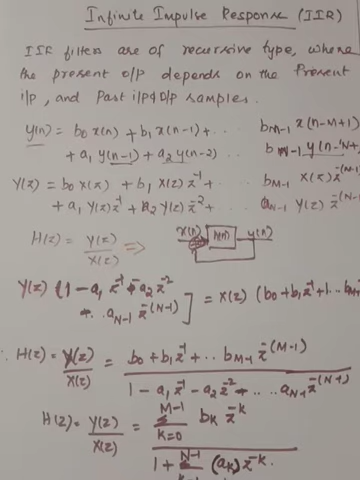 Infinite Impulse Response (IIR)
IIR filters are of recursive type, where
the present o/p depends on the Present
i/p, and Past i/p & o/p samples.
y(n) = b0 x(n) + b1 x(n-1) + .. .. bM-1 x(n-M+1)
+ a1 y(n-1) + a2 y(n-2) .. .. N-1 y(n-N+
Y(z) = b0 X(z) + b1 X(z) z^-1 + .. .. bM-1 X(z) z^-(M-1)
+ a1 Y(z) z^-1 + a2 Y(z) z^-2 + .. .. aN-1 Y(z) z^-(N-1)
H(z) = Y(z)/X(z) ⇒ x(n) h(n) y(n)
Y(z) [1 - a1 z^-1 - a2 z^-2
.. aN-1 z^-(N-1)] = X(z) (b0 + b1 z^-1 + .. bM-
∴ H(z) = Y(z)/X(z) = b0 + b1 z^-1 + .. bM-1 z^-(M-1)
1 - a1 z^-1 - a2 z^-2 - .. .. aN+1 z^-(N+1)
H(z) = Y(z)/X(z) = M-1 Σ k=0 bk z^-k
1 + N-1 Σ (ak) z^-k.